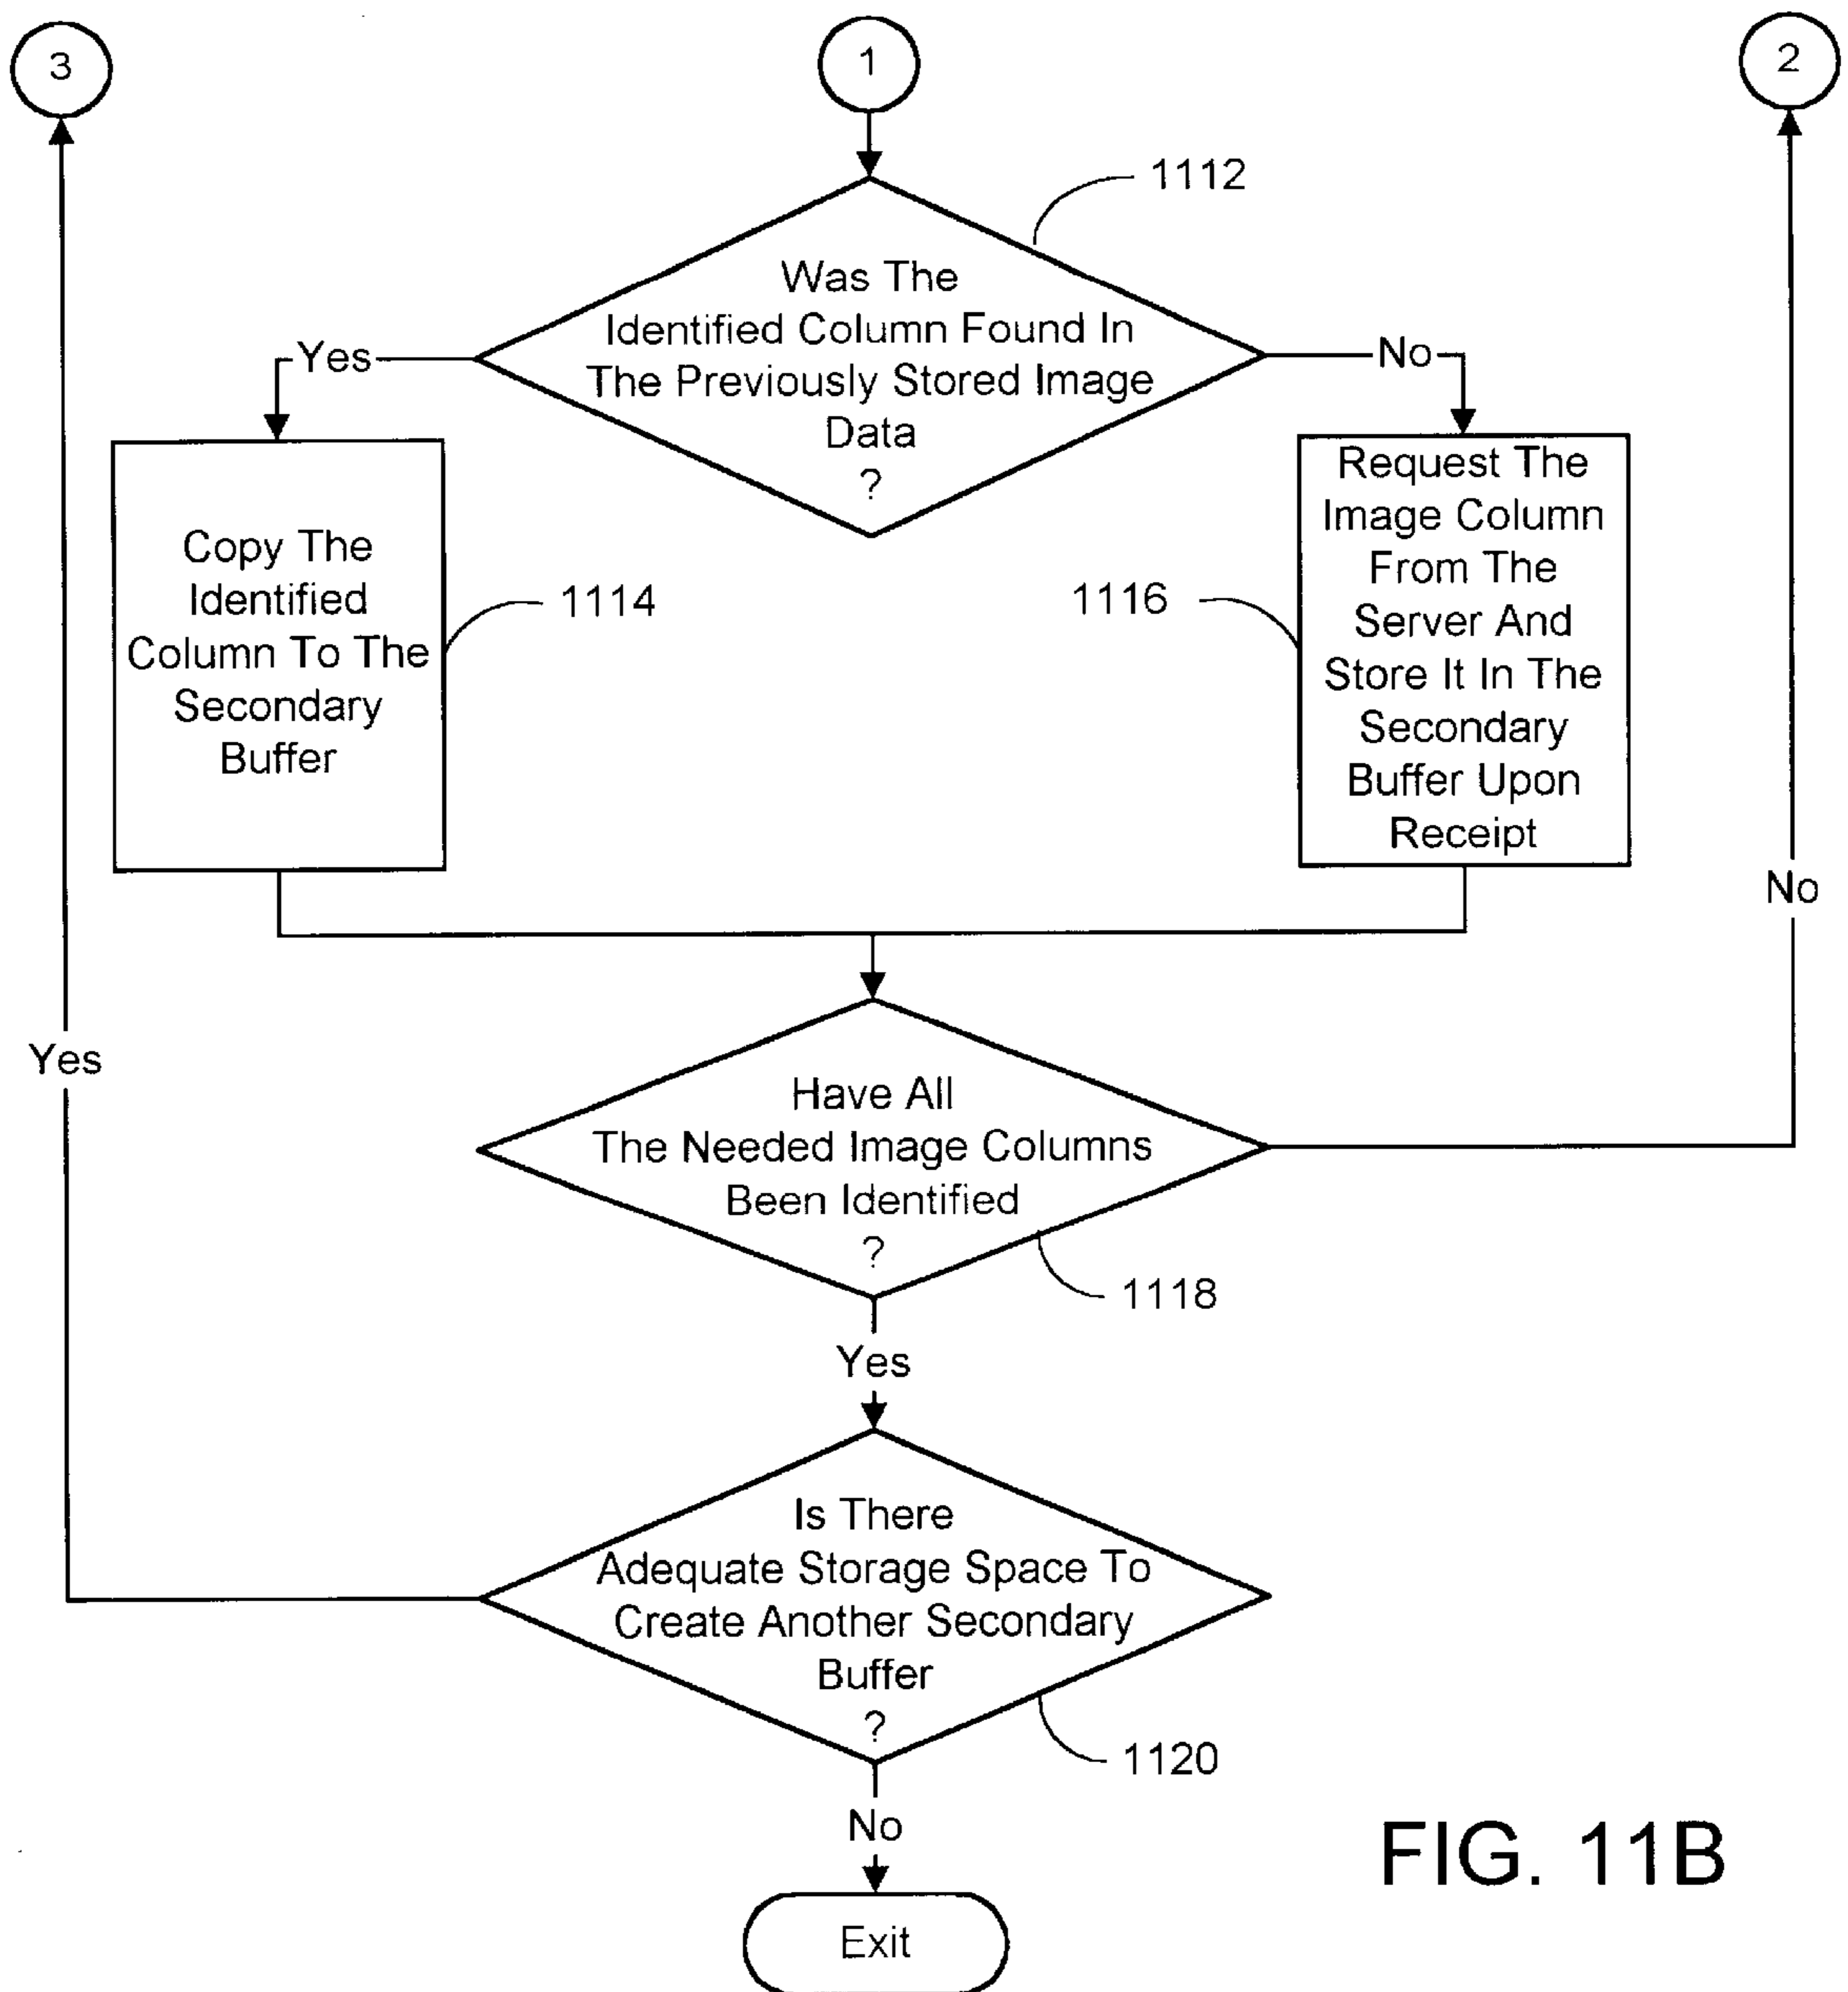 3
1
2
1112
Was The
Identified Column Found In
The Previously Stored Image
Data
?
Yes
No
Copy The
Identified
Column To The
Secondary
Buffer
1114
1116
Request The
Image Column
From The
Server And
Store It In The
Secondary
Buffer Upon
Receipt
No
Yes
Have All
The Needed Image Columns
Been Identified
?
1118
Yes
Is There
Adequate Storage Space To
Create Another Secondary
Buffer
?
1120
No
Exit
FIG. 11B